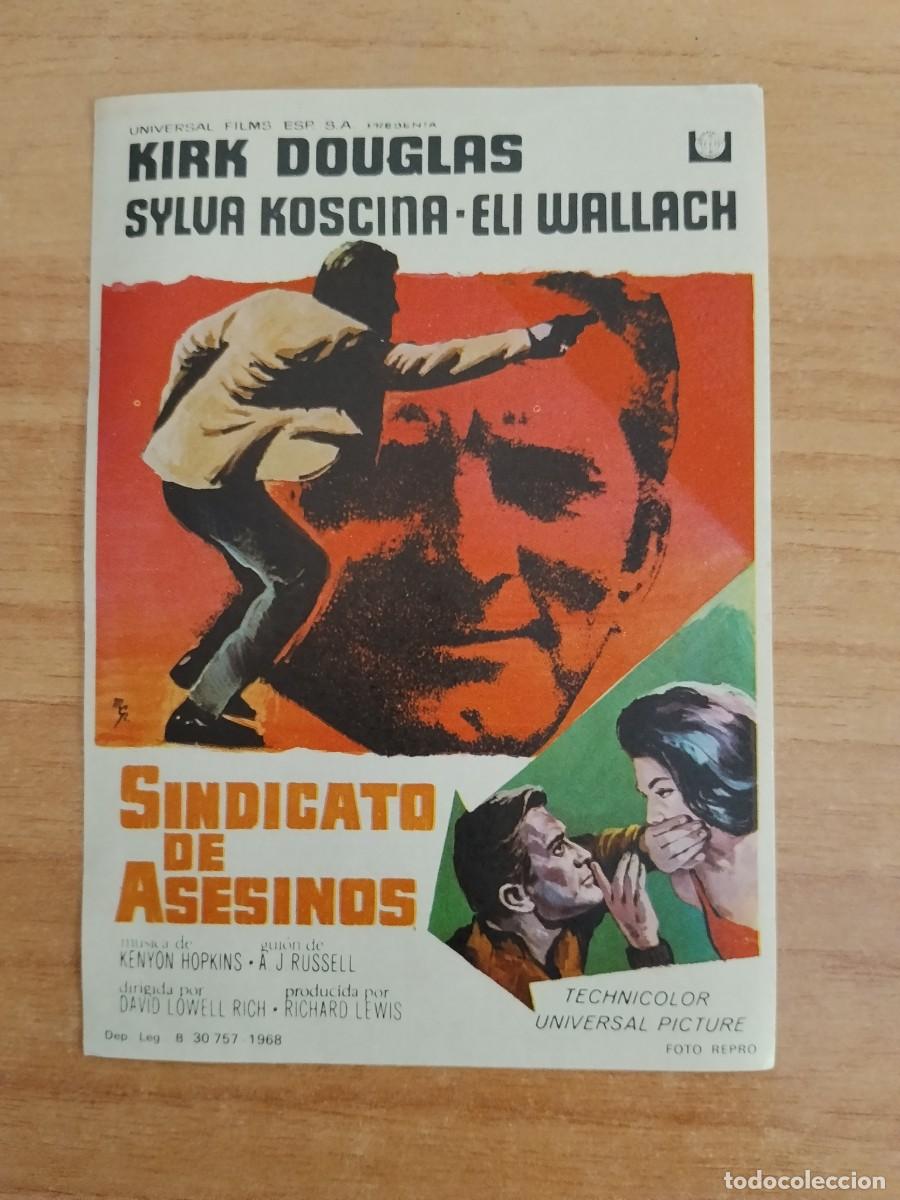 UNIVERSAL FILMS ESP. S.A. PRESENTA
KIRK DOUGLAS
SYLVA KOSCINA - ELI WALLACH
SINDICATO
DE
ASESINOS
música de guión de
KENYON HOPKINS · A J RUSSELL
dirigida por producida por
DAVID LOWELL RICH · RICHARD LEWIS
TECHNICOLOR
UNIVERSAL PICTURE
Dep Leg B 30 757 - 1968
FOTO REPRO
todocoleccion